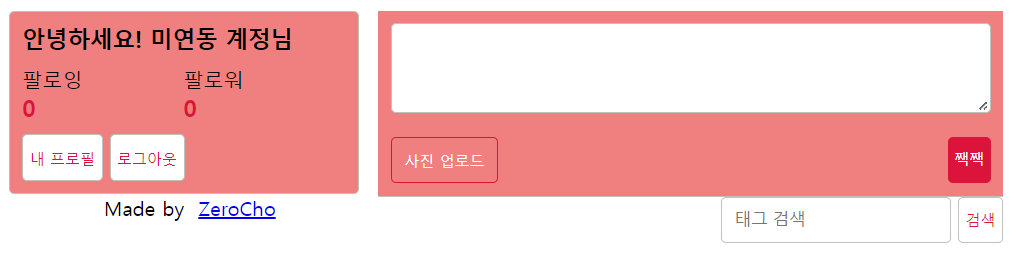 안녕하세요! 미연동 계정님
팔로잉 팔로워
0 0
내 프로필 로그아웃
Made by ZeroCho
사진 업로드 짹짹
태그 검색 검색